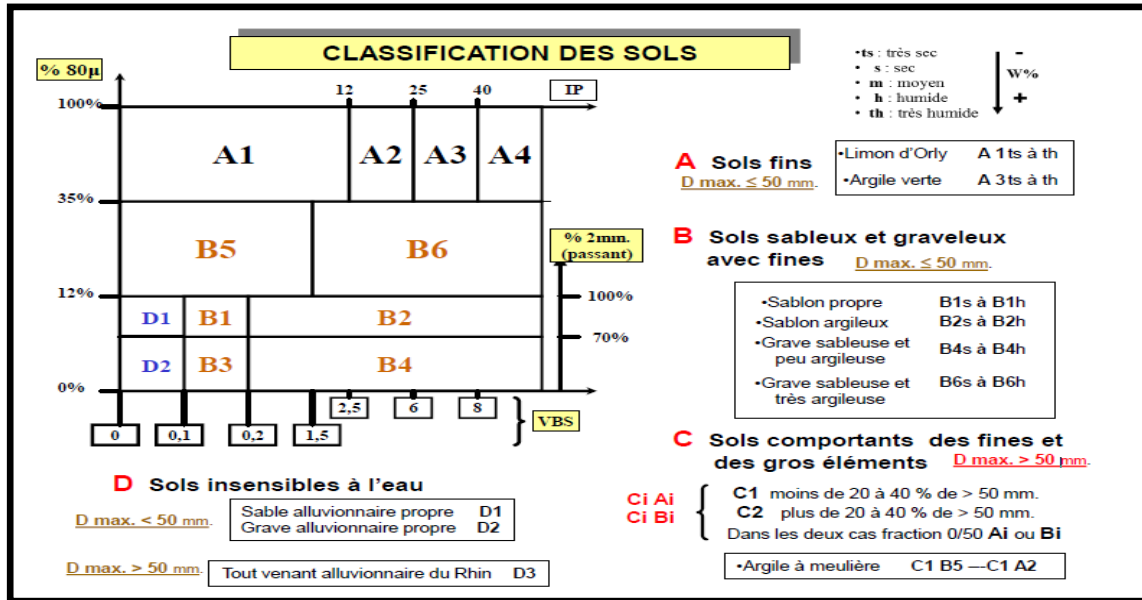 CLASSIFICATION DES SOLS
% 80µ
12 25 40 IP
100%
A1 A2 A3 A4
35%
B5 B6
% 2mm.
(passant)
12%
100%
D1 B1 B2
70%
D2 B3 B4
0%
2,5 6 8
0 0,1 0,2 1,5
VBS
•ts : très sec
• s : sec
• m : moyen
• h : humide
• th : très humide
-
W%
+
A Sols fins
D max. ≤ 50 mm.
•Limon d'Orly A 1ts à th
•Argile verte A 3ts à th
B Sols sableux et graveleux
avec fines D max. ≤ 50 mm.
•Sablon propre B1s à B1h
•Sablon argileux B2s à B2h
•Grave sableuse et
peu argileuse B4s à B4h
•Grave sableuse et
très argileuse B6s à B6h
C Sols comportants des fines et
des gros éléments D max. > 50 mm.
Ci Ai
Ci Bi
C1 moins de 20 à 40 % de > 50 mm.
C2 plus de 20 à 40 % de > 50 mm.
Dans les deux cas fraction 0/50 Ai ou Bi
•Argile à meulière C1 B5 ---C1 A2
D Sols insensibles à l'eau
D max. < 50 mm.
Sable alluvionnaire propre D1
Grave alluvionnaire propre D2
D max. > 50 mm.
Tout venant alluvionnaire du Rhin D3